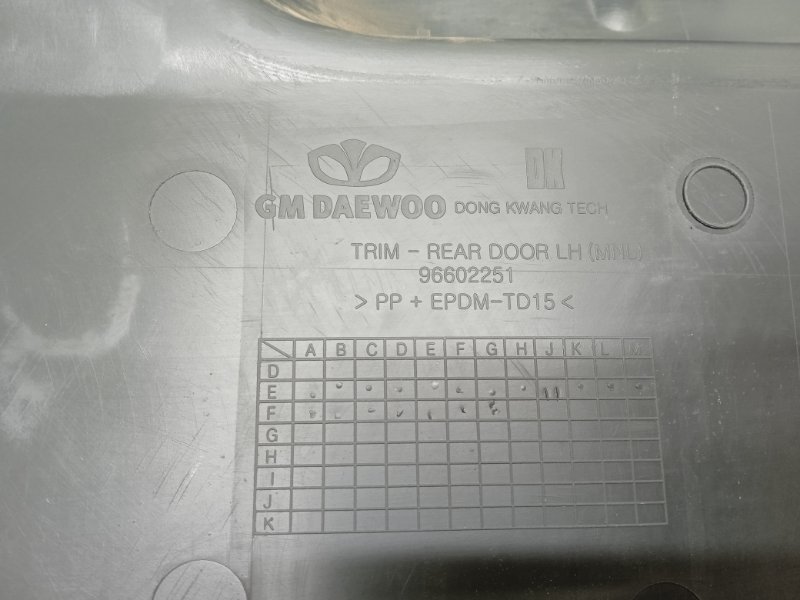 DK
GM DAEWOO DONG KWANG TECH
TRIM - REAR DOOR LH (MNL)
96602251
> PP + EPDM-TD15 <
A B C D E F G H J K L M
D
E
F
G
H
I
J
K